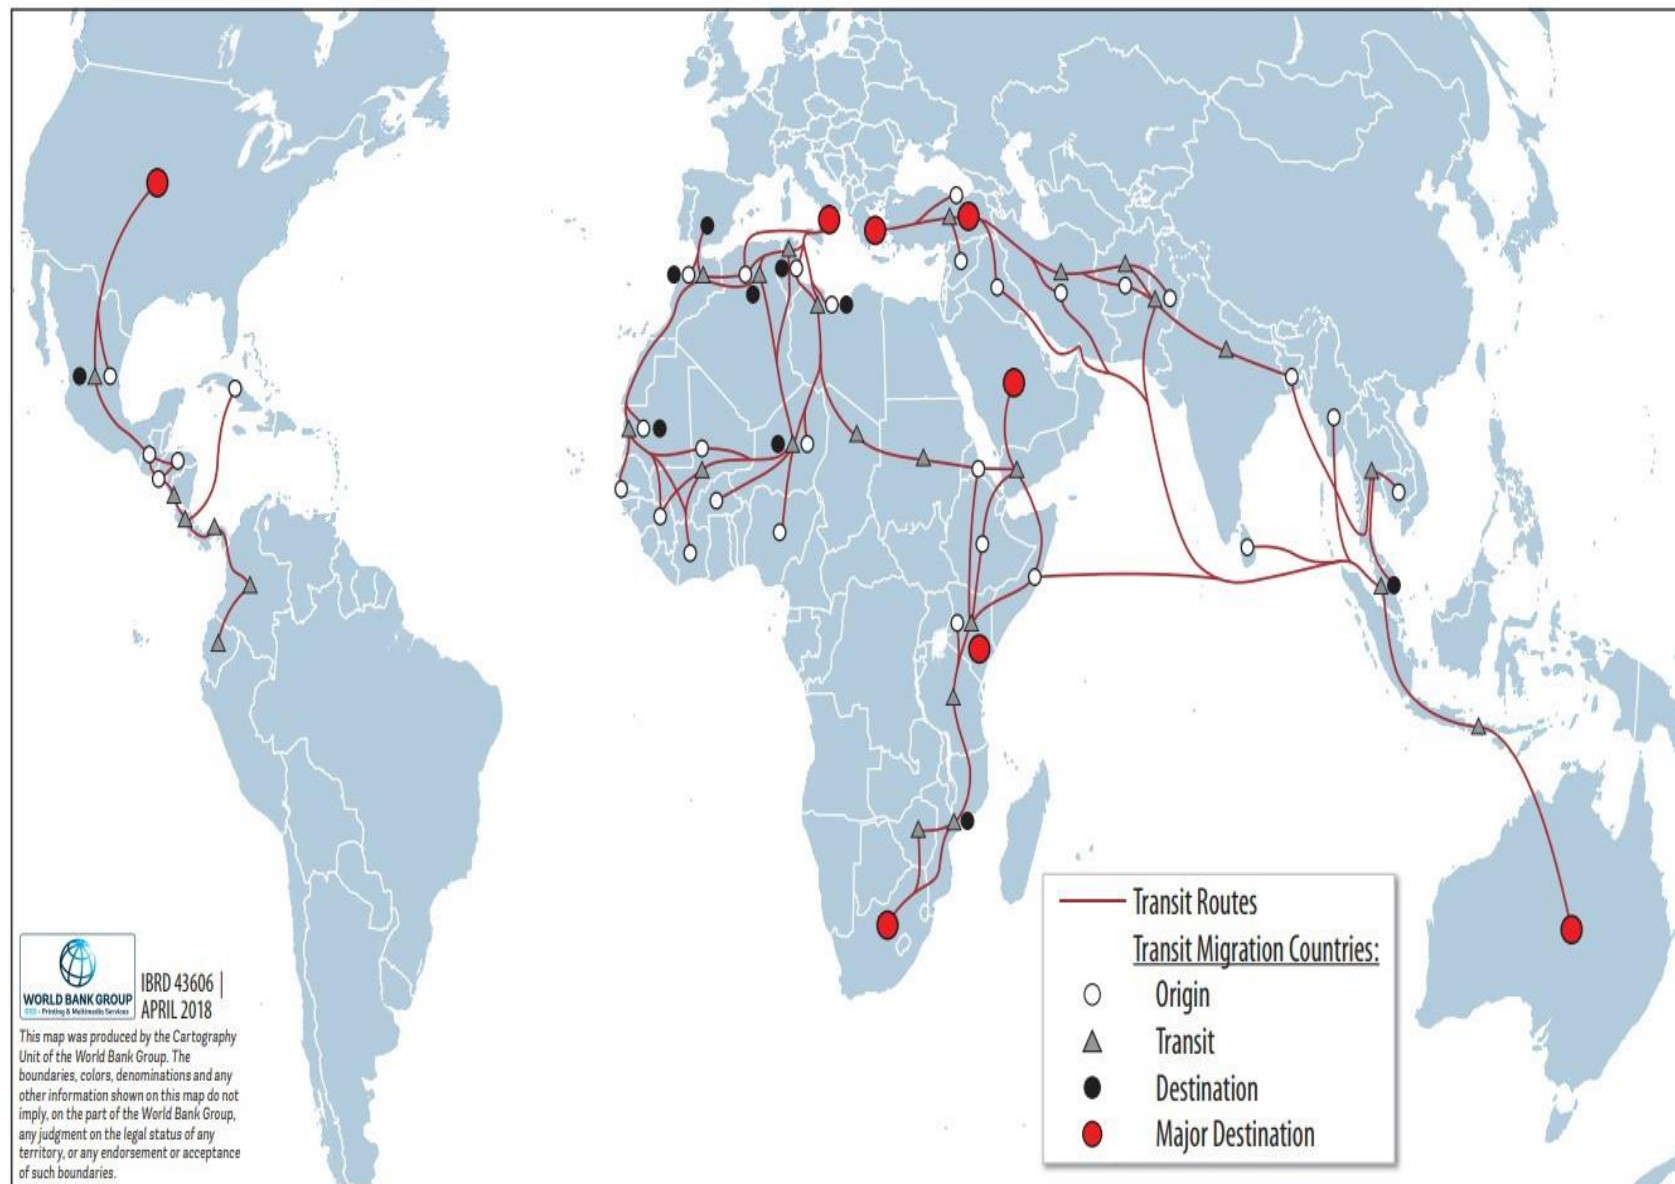 Transit Routes
Transit Migration Countries:
Origin
Transit
Destination
Major Destination
WORLD BANK GROUP
Printing & Multimedia Services
IBRD 43606 |
APRIL 2018
This map was produced by the Cartography
Unit of the World Bank Group. The
boundaries, colors, denominations and any
other information shown on this map do not
imply, on the part of the World Bank Group,
any judgment on the legal status of any
territory, or any endorsement or acceptance
of such boundaries.